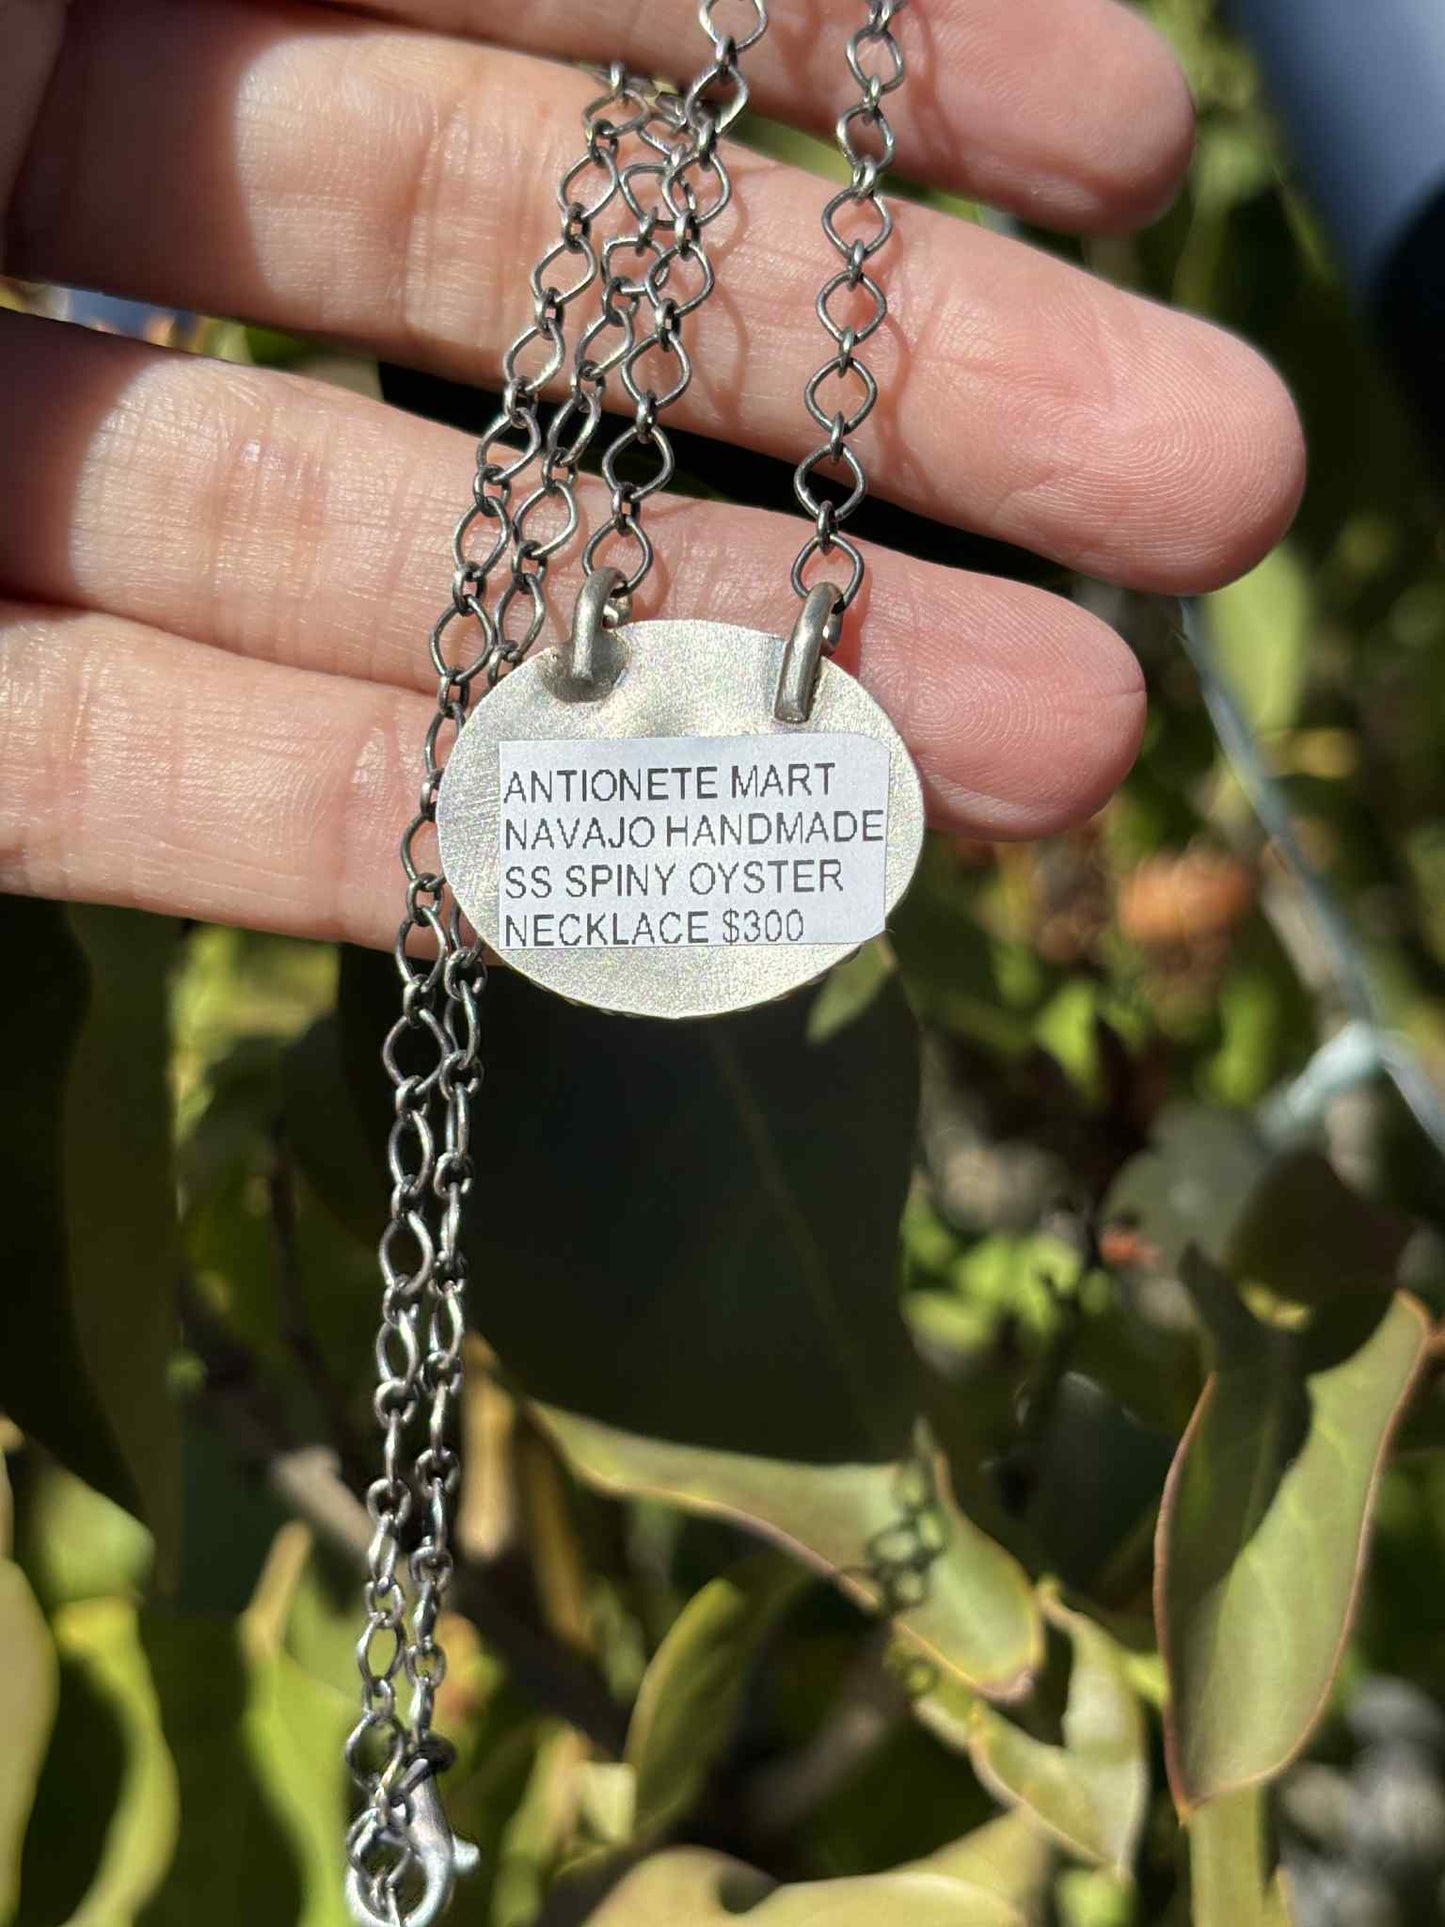 ANTIONETE MART
NAVAJO HANDMADE
SS SPINY OYSTER
NECKLACE $300